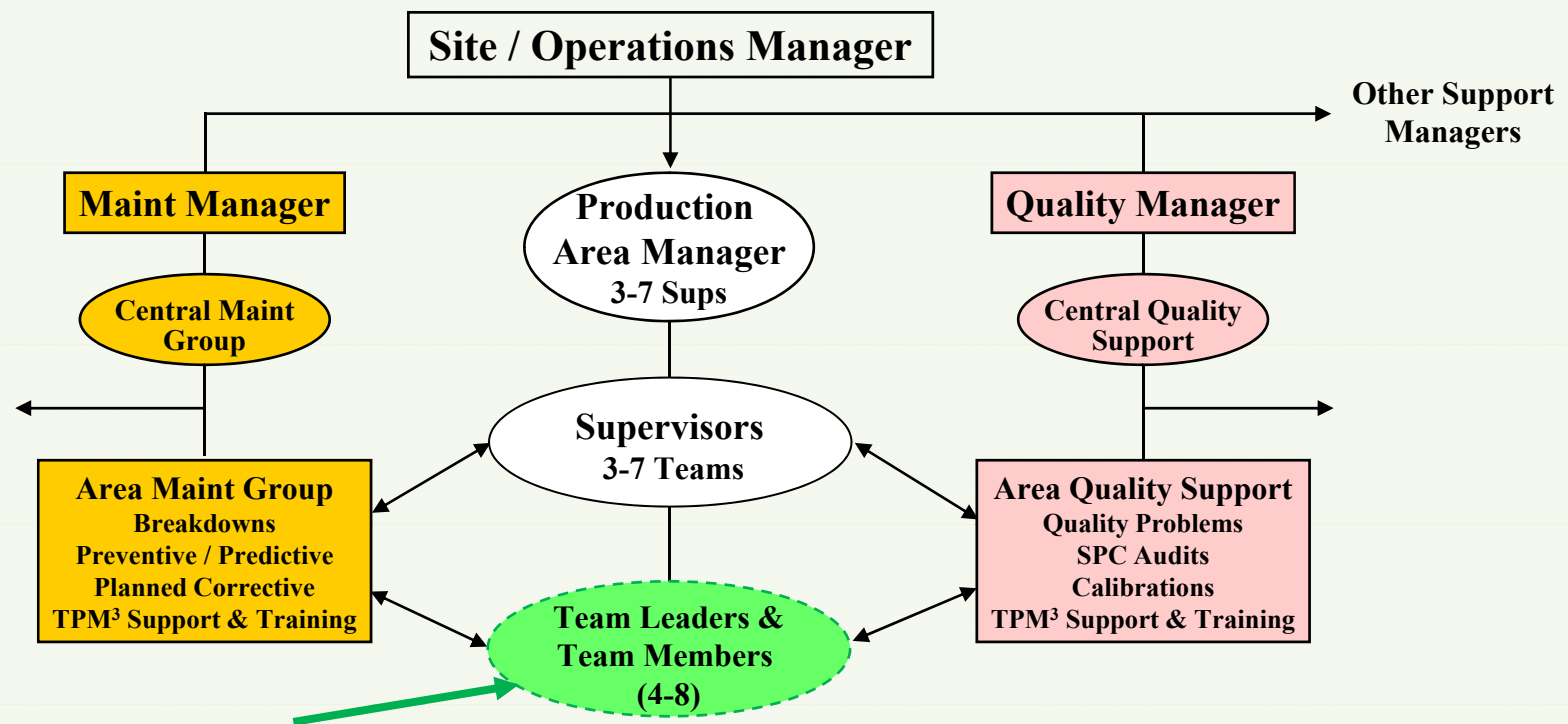 Site / Operations Manager
Other Support
Managers
Maint Manager
Production
Area Manager
3-7 Sups
Quality Manager
Central Maint
Group
Central Quality
Support
Supervisors
3-7 Teams
Area Maint Group
Breakdowns
Preventive / Predictive
Planned Corrective
TPM³ Support & Training
Area Quality Support
Quality Problems
SPC Audits
Calibrations
TPM³ Support & Training
Team Leaders &
Team Members
(4-8)